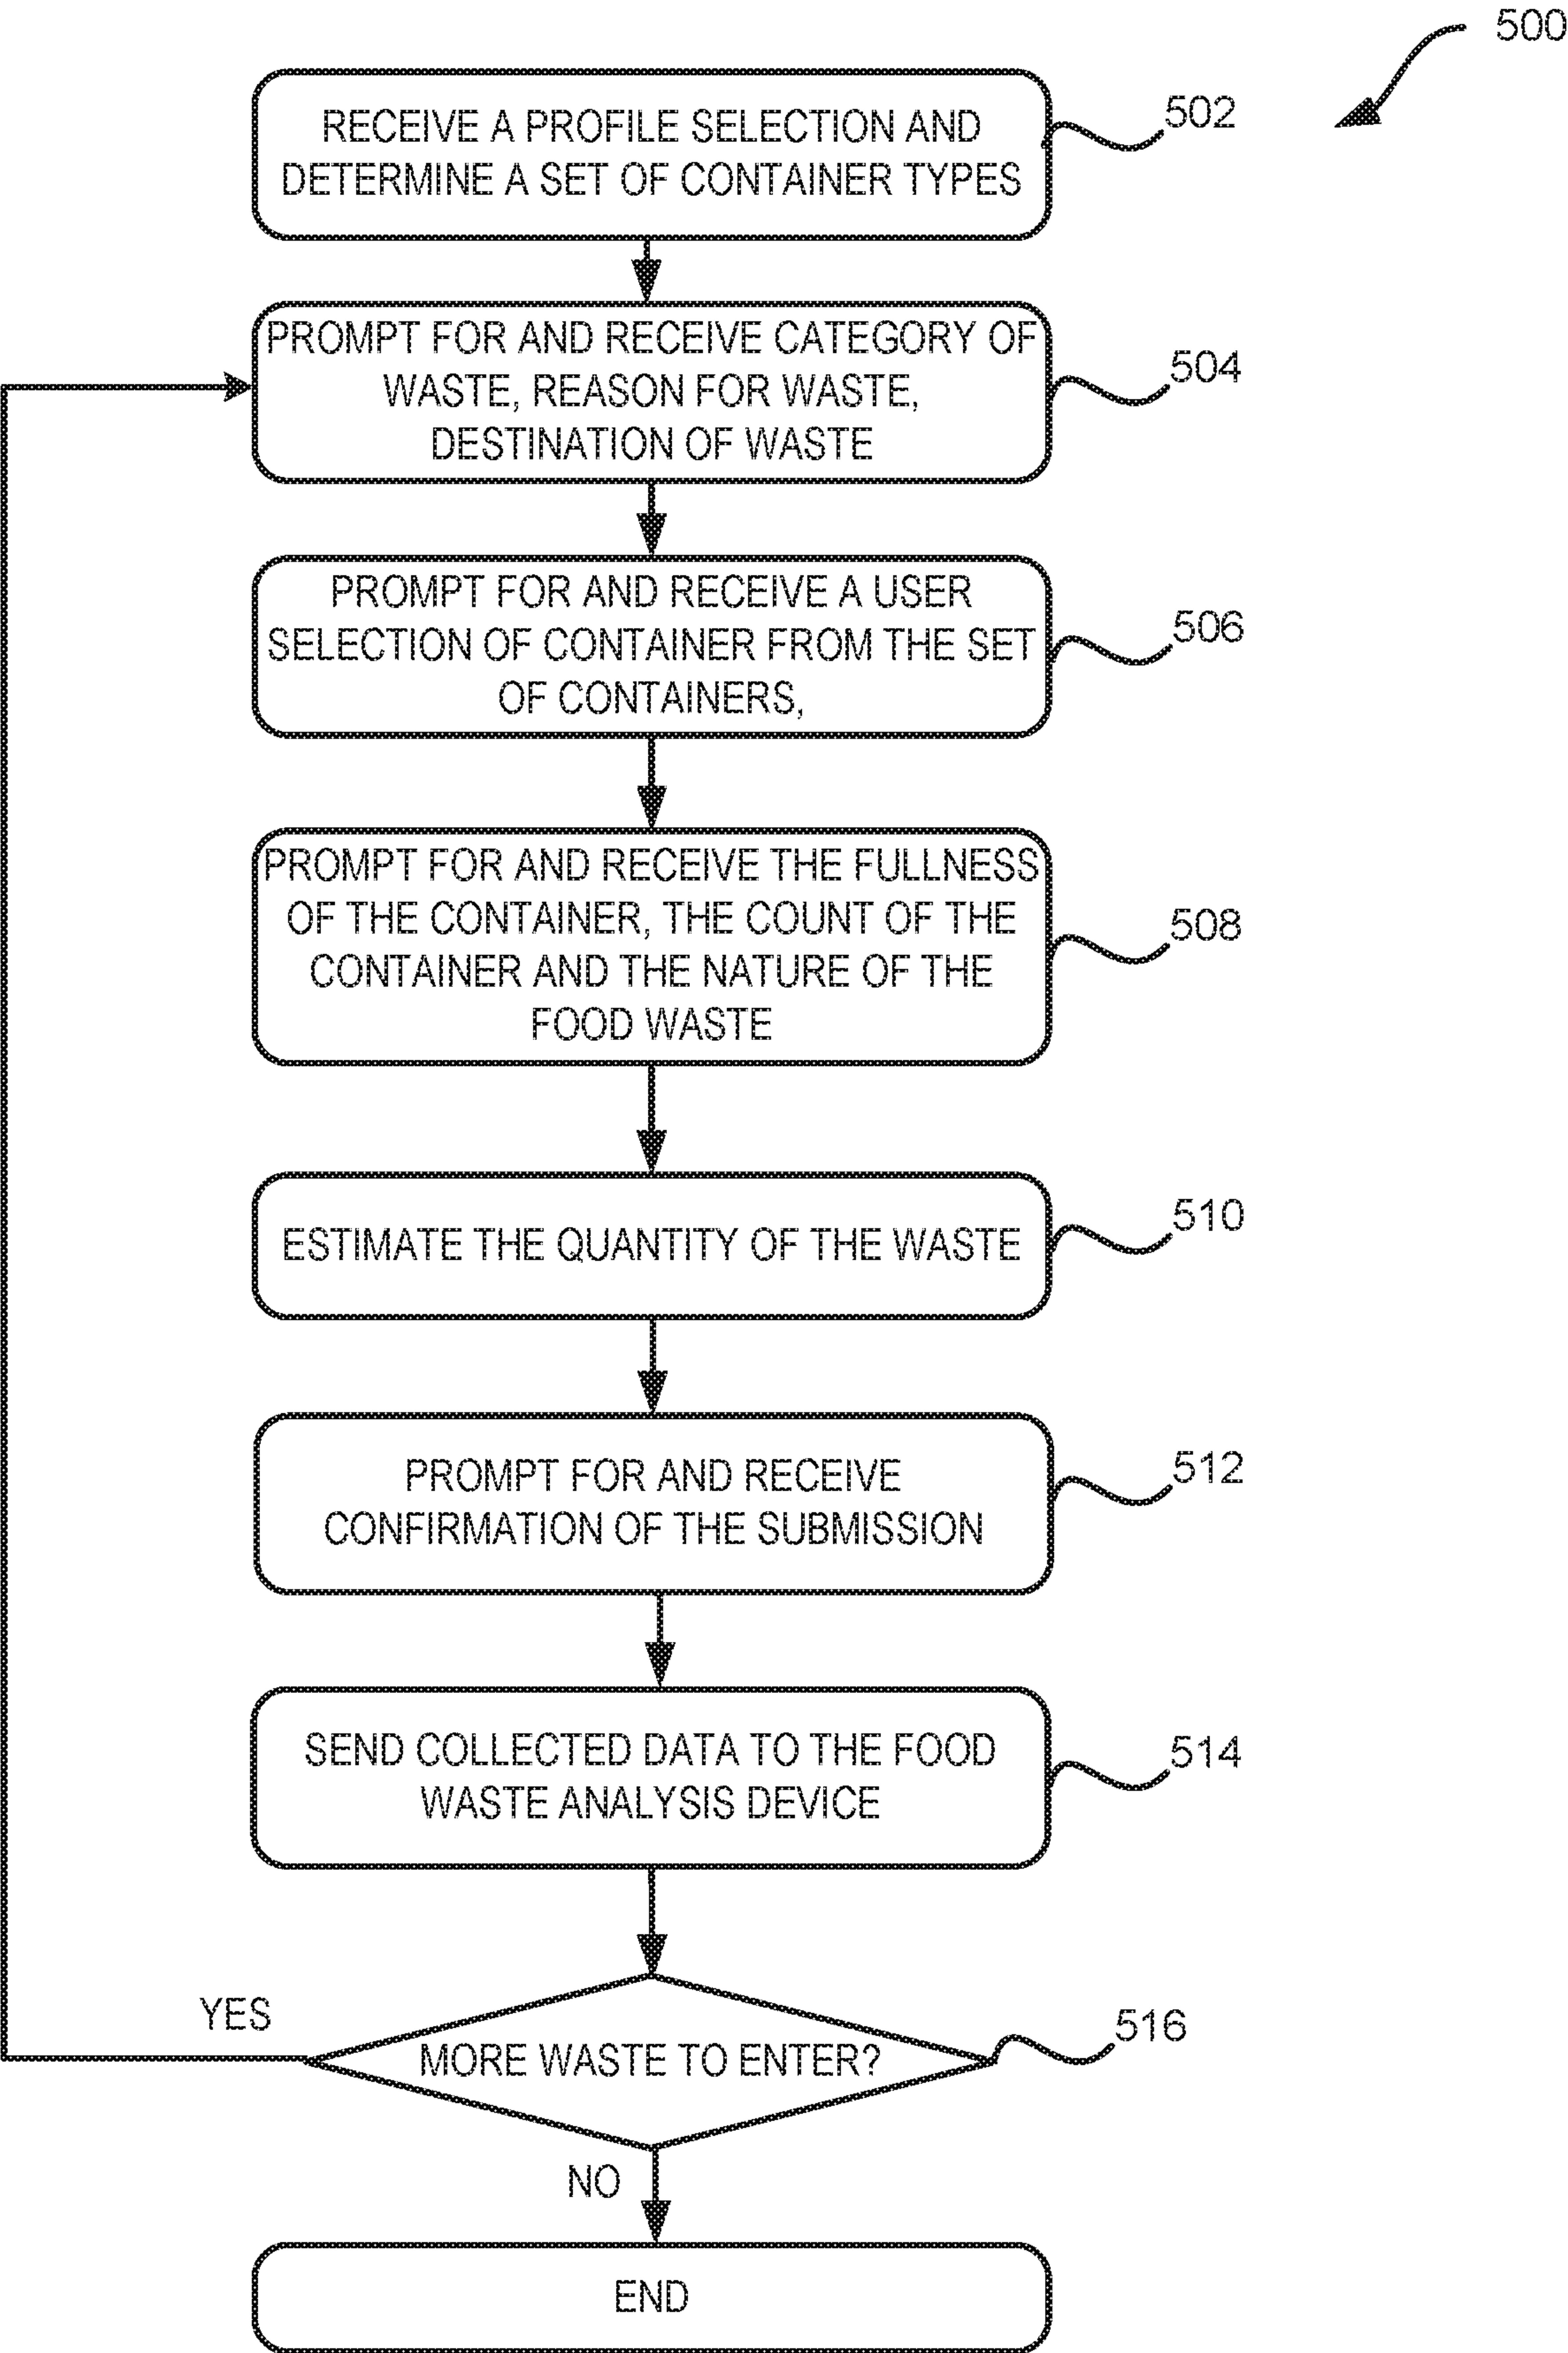 500
RECEIVE A PROFILE SELECTION AND
DETERMINE A SET OF CONTAINER TYPES
502
PROMPT FOR AND RECEIVE CATEGORY OF
WASTE, REASON FOR WASTE,
DESTINATION OF WASTE
504
PROMPT FOR AND RECEIVE A USER
SELECTION OF CONTAINER FROM THE SET
OF CONTAINERS,
506
PROMPT FOR AND RECEIVE THE FULLNESS
OF THE CONTAINER, THE COUNT OF THE
CONTAINER AND THE NATURE OF THE
FOOD WASTE
508
ESTIMATE THE QUANTITY OF THE WASTE
510
PROMPT FOR AND RECEIVE
CONFIRMATION OF THE SUBMISSION
512
SEND COLLECTED DATA TO THE FOOD
WASTE ANALYSIS DEVICE
514
YES
MORE WASTE TO ENTER?
516
NO
END